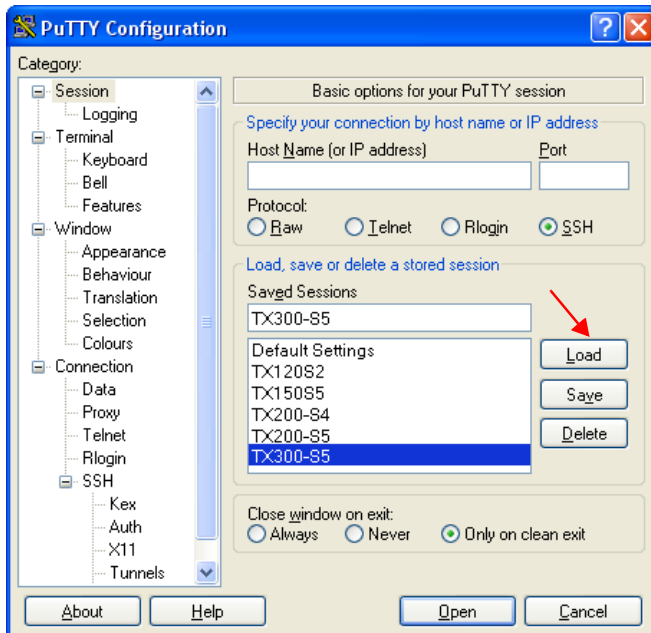 PuTTY Configuration
Category:
Session
Logging
Terminal
Keyboard
Bell
Features
Window
Appearance
Behaviour
Translation
Selection
Colours
Connection
Data
Proxy
Telnet
Rlogin
SSH
Kex
Auth
X11
Tunnels
Basic options for your PuTTY session
Specify your connection by host name or IP address
Host Name (or IP address) Port
Protocol:
Raw Telnet Rlogin SSH
Load, save or delete a stored session
Saved Sessions
TX300-S5
Default Settings
TX120S2
TX150S5
TX200-S4
TX200-S5
TX300-S5
Load
Save
Delete
Close window on exit:
Always Never Only on clean exit
About Help Open Cancel